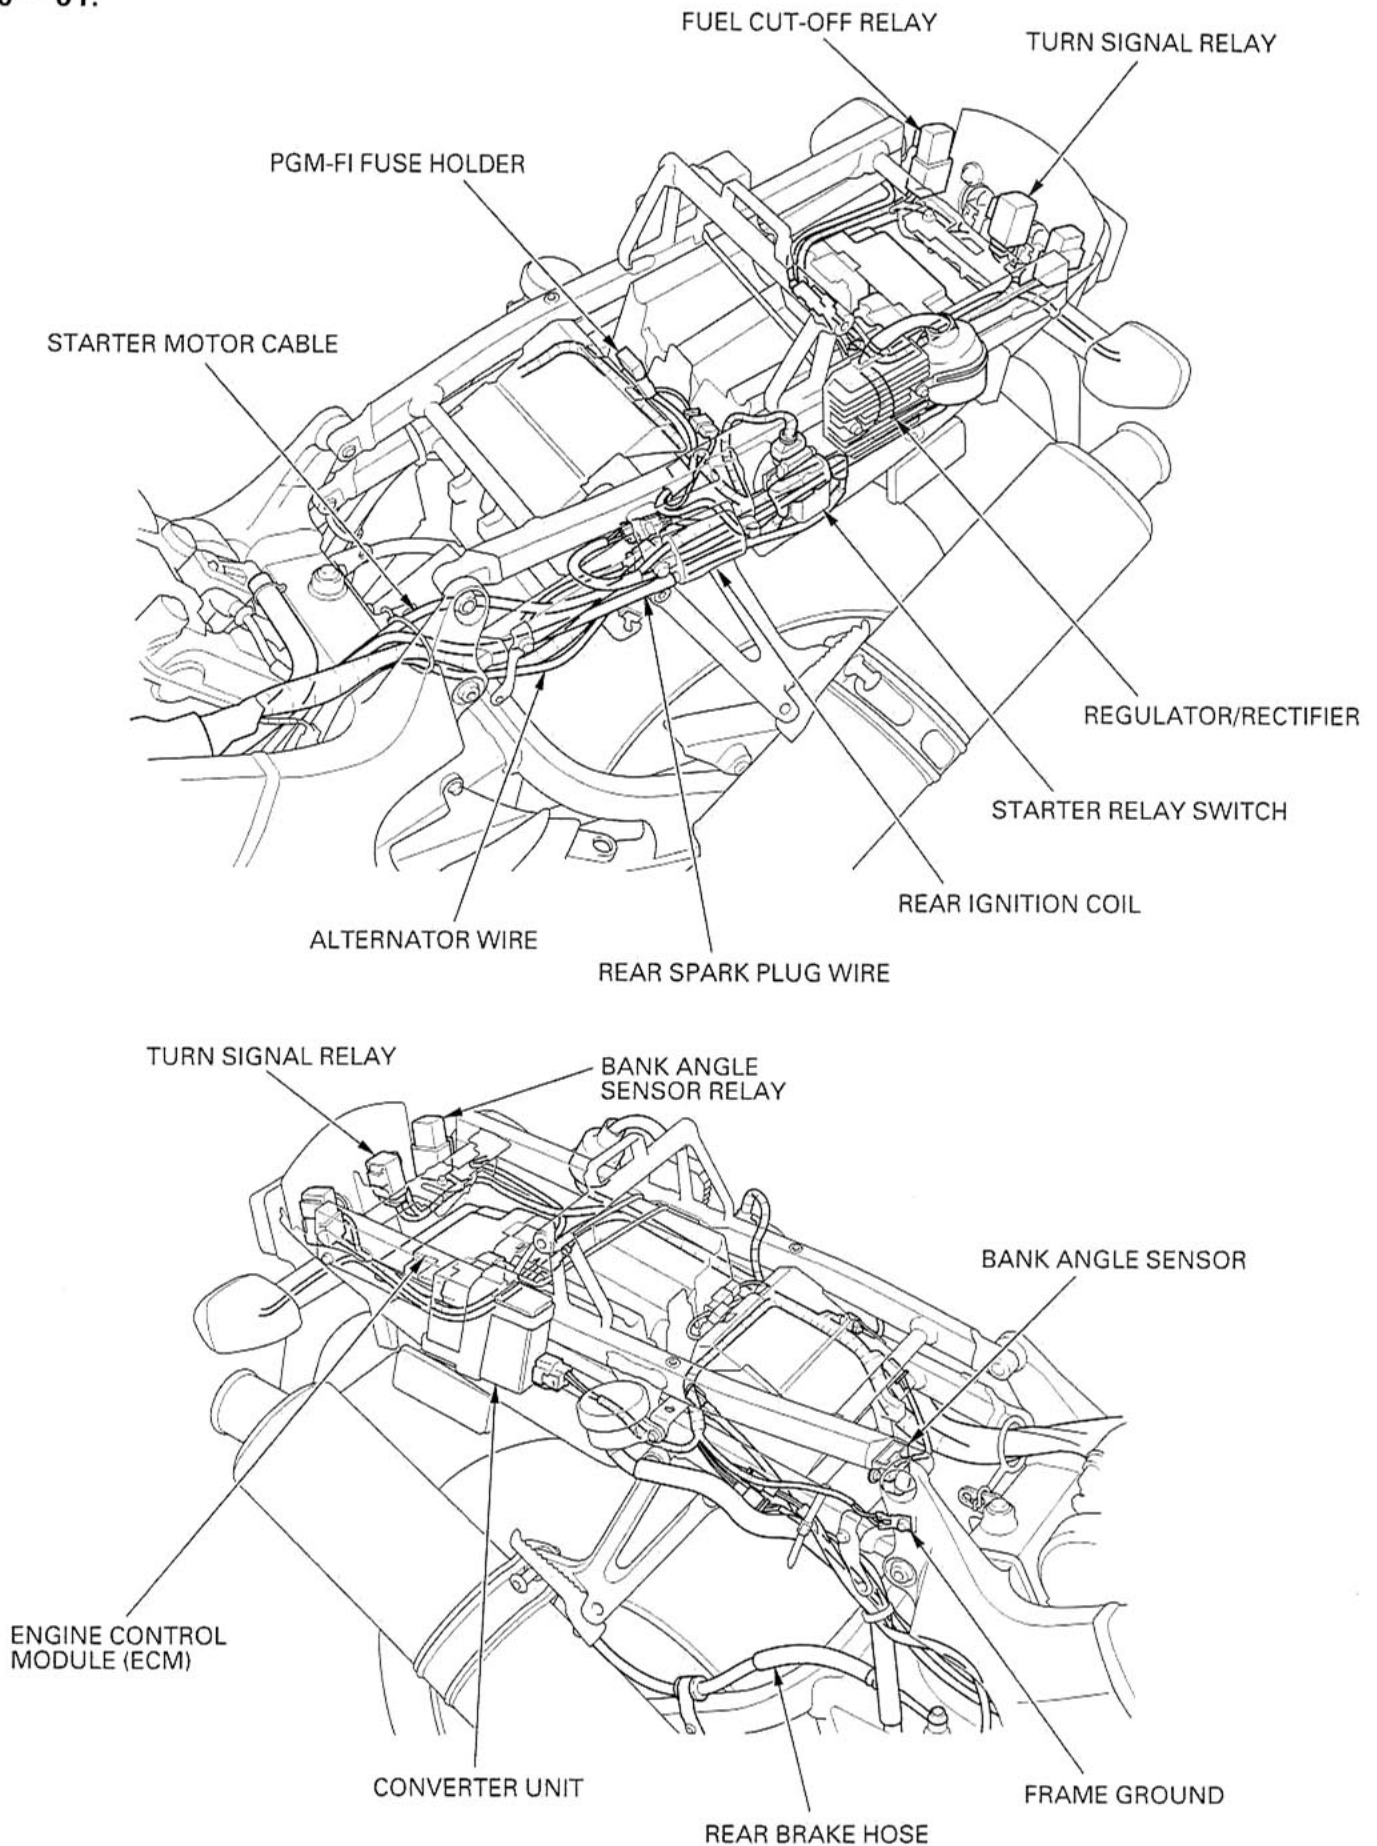 FUEL CUT-OFF RELAY
TURN SIGNAL RELAY
PGM-FI FUSE HOLDER
STARTER MOTOR CABLE
REGULATOR/RECTIFIER
STARTER RELAY SWITCH
REAR IGNITION COIL
ALTERNATOR WIRE
REAR SPARK PLUG WIRE
TURN SIGNAL RELAY
BANK ANGLE
SENSOR RELAY
BANK ANGLE SENSOR
ENGINE CONTROL
MODULE (ECM)
CONVERTER UNIT
FRAME GROUND
REAR BRAKE HOSE